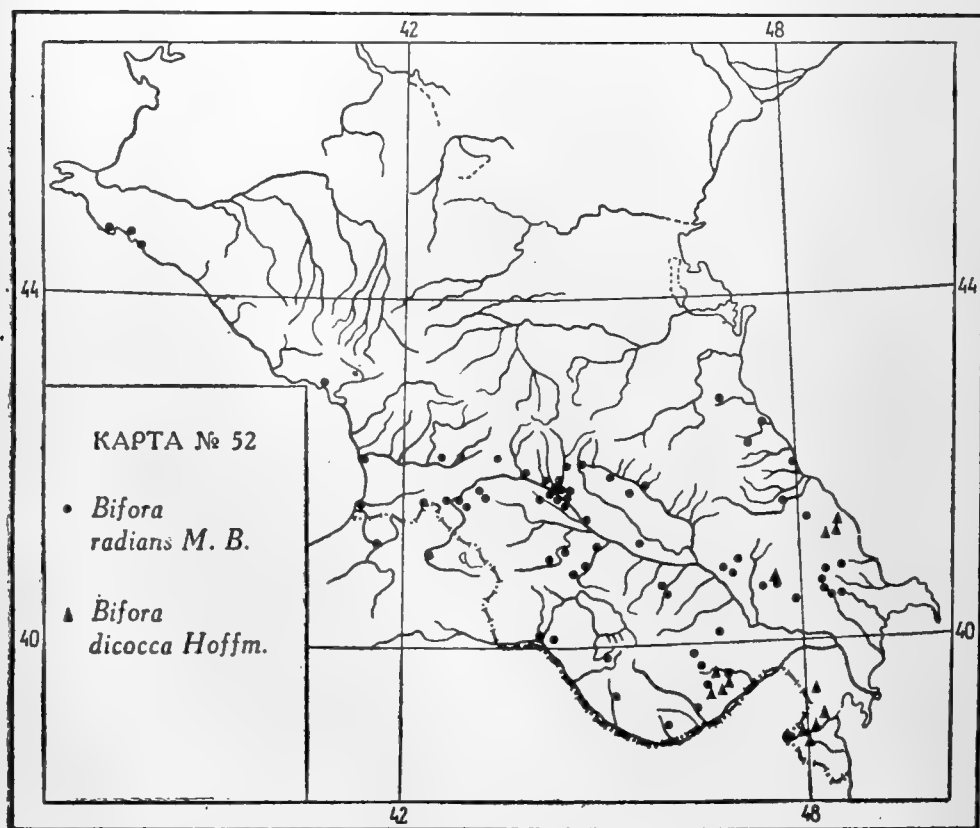 42 48
44 44
КАРТА № 52
Bifora
radians M. B.
Bifora
dicocca Hoffm.
40 40
42 48